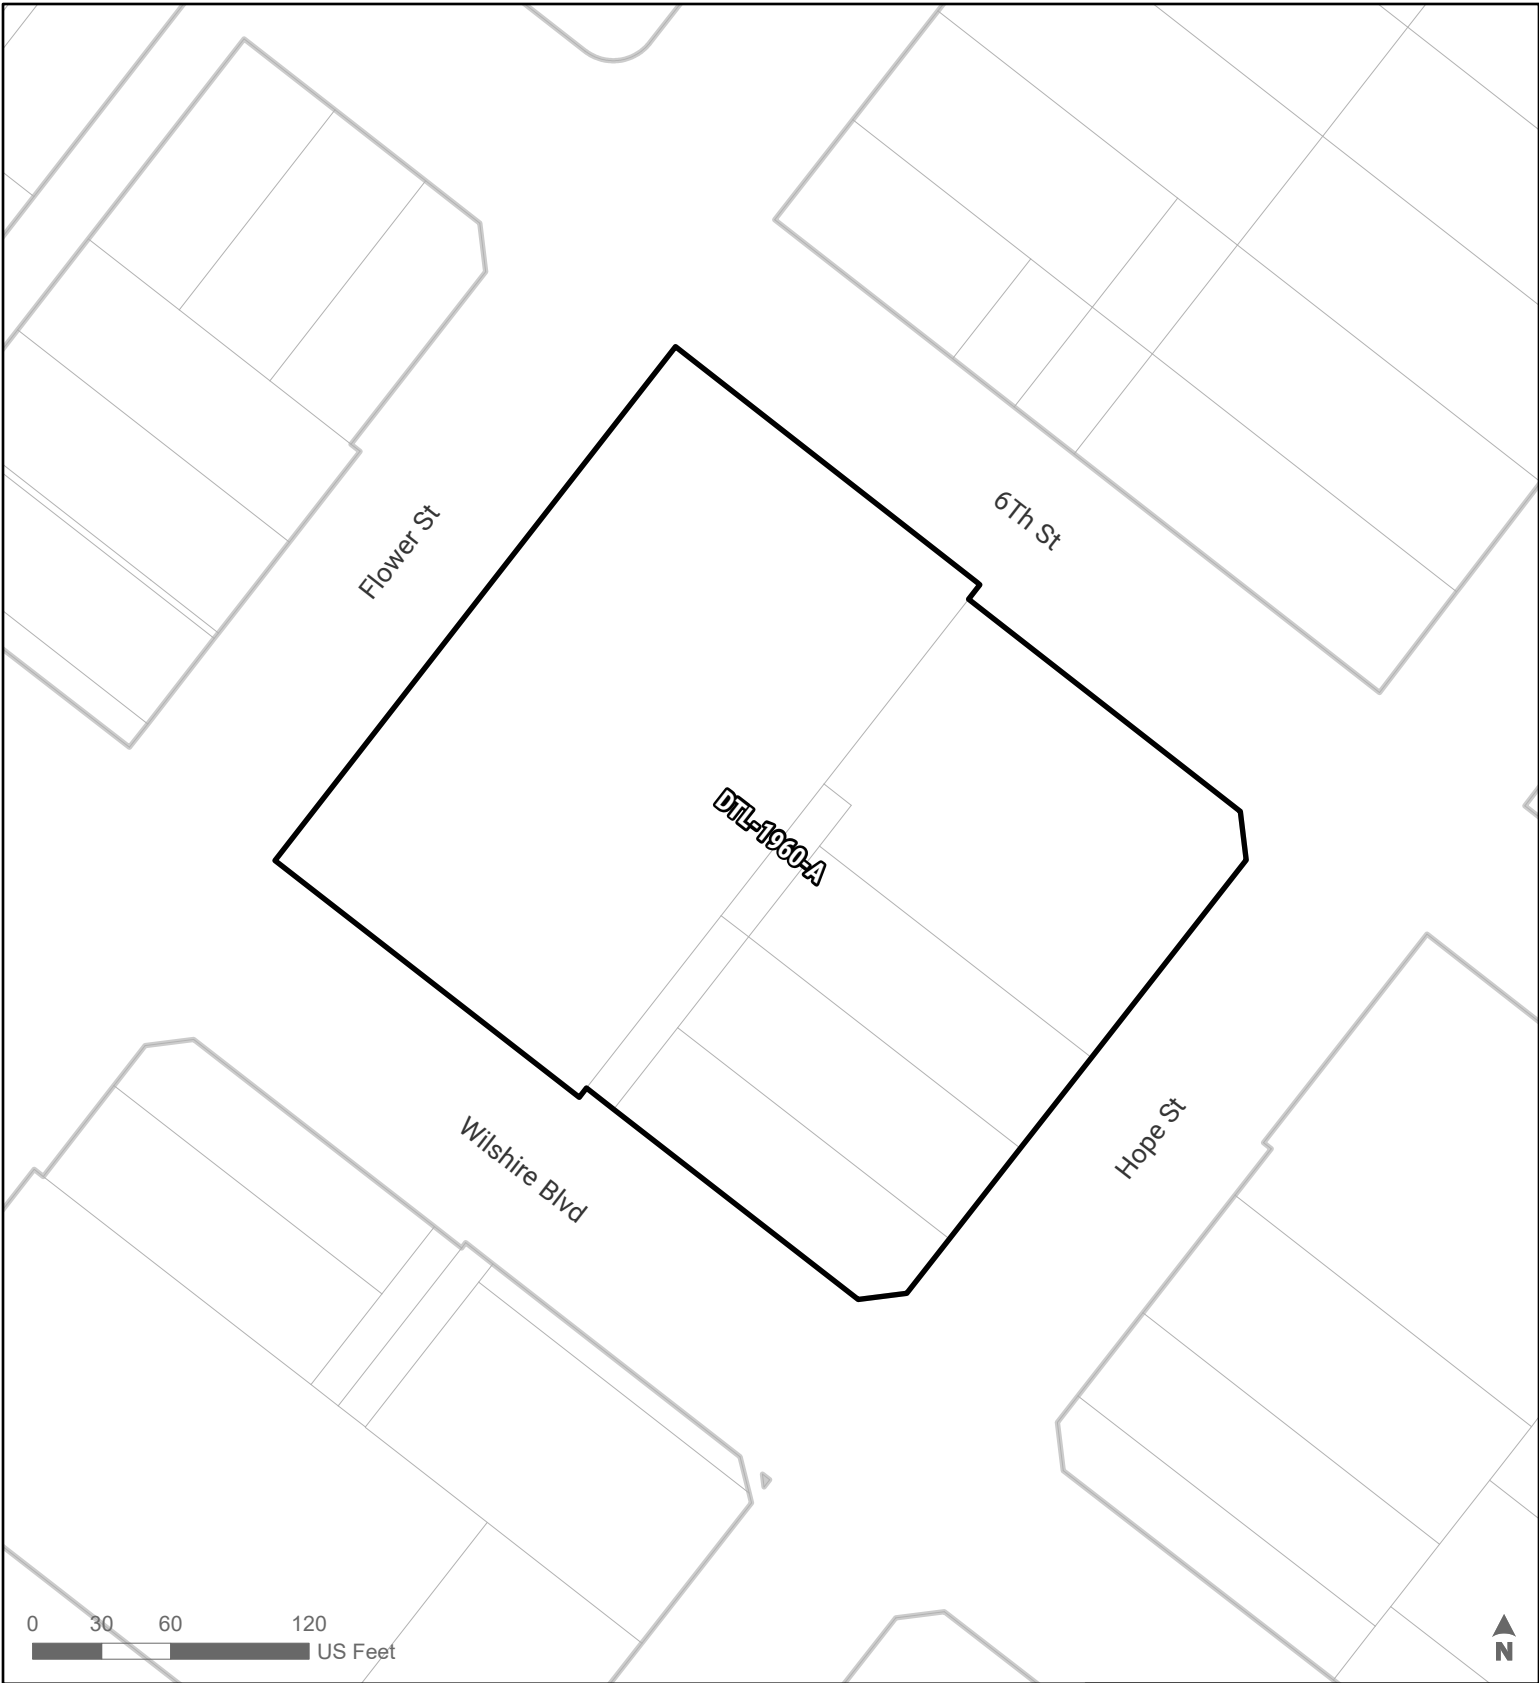 6Th St
Flower St
DTL-1960-A
Hope St
Wilshire Blvd
0 30 60 120
US Feet
N